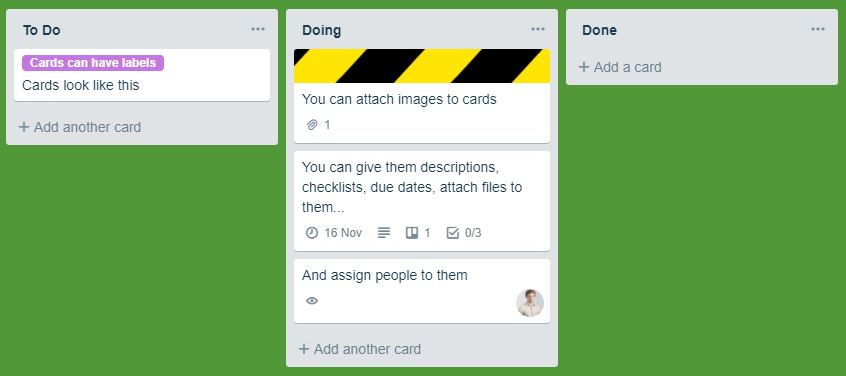 To Do
Cards can have labels
Cards look like this
+ Add another card
Doing
You can attach images to cards
1
You can give them descriptions,
checklists, due dates, attach files to
them...
16 Nov 1 0/3
And assign people to them
+ Add another card
Done
+ Add a card